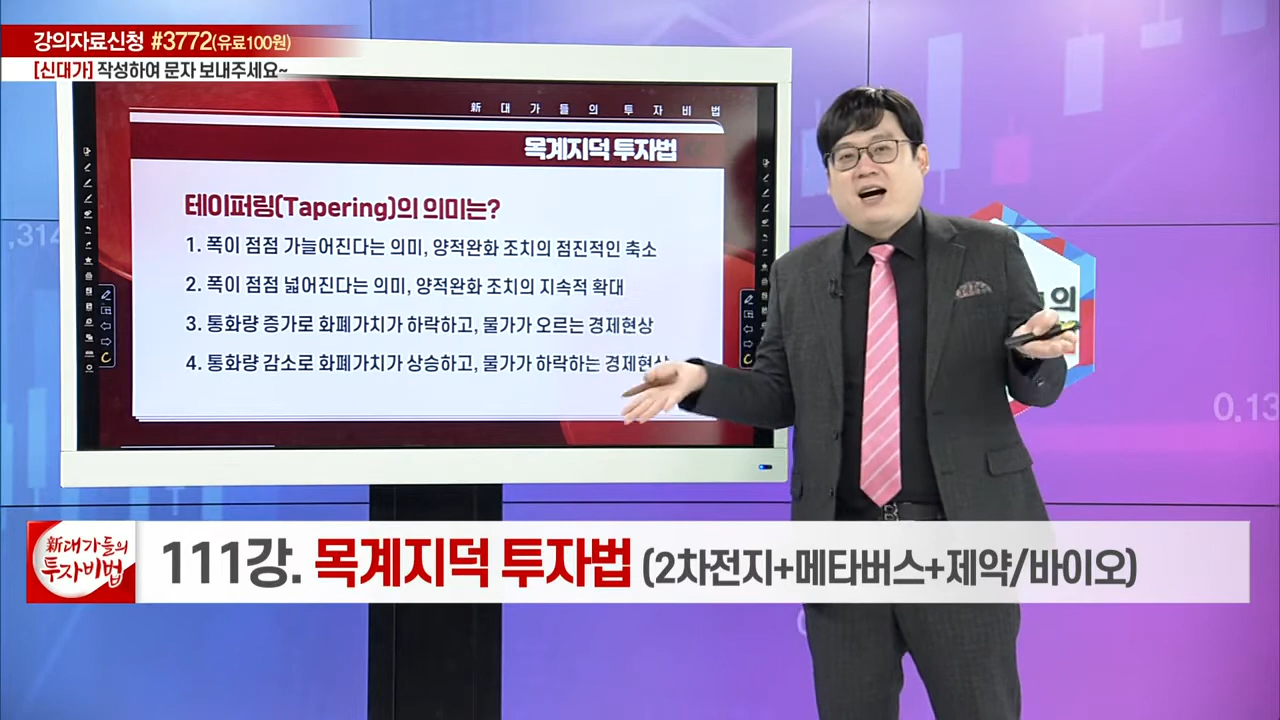 강의자료신청 #3772(유료100원)
[신대가] 작성하여 문자 보내주세요~
新대가들의투자비법
목계지덕 투자법
테이퍼링(Tapering)의 의미는?
1. 폭이 점점 가늘어진다는 의미, 양적완화 조치의 점진적인 축소
2. 폭이 점점 넓어진다는 의미, 양적완화 조치의 지속적 확대
3. 통화량 증가로 화폐가치가 하락하고, 물가가 오르는 경제현상
4. 통화량 감소로 화폐가치가 상승하고, 물가가 하락하는 경제현상
,314
의
0.13
新대가들의
투자비법
111강. 목계지덕 투자법 (2차전지+메타버스+제약/바이오)